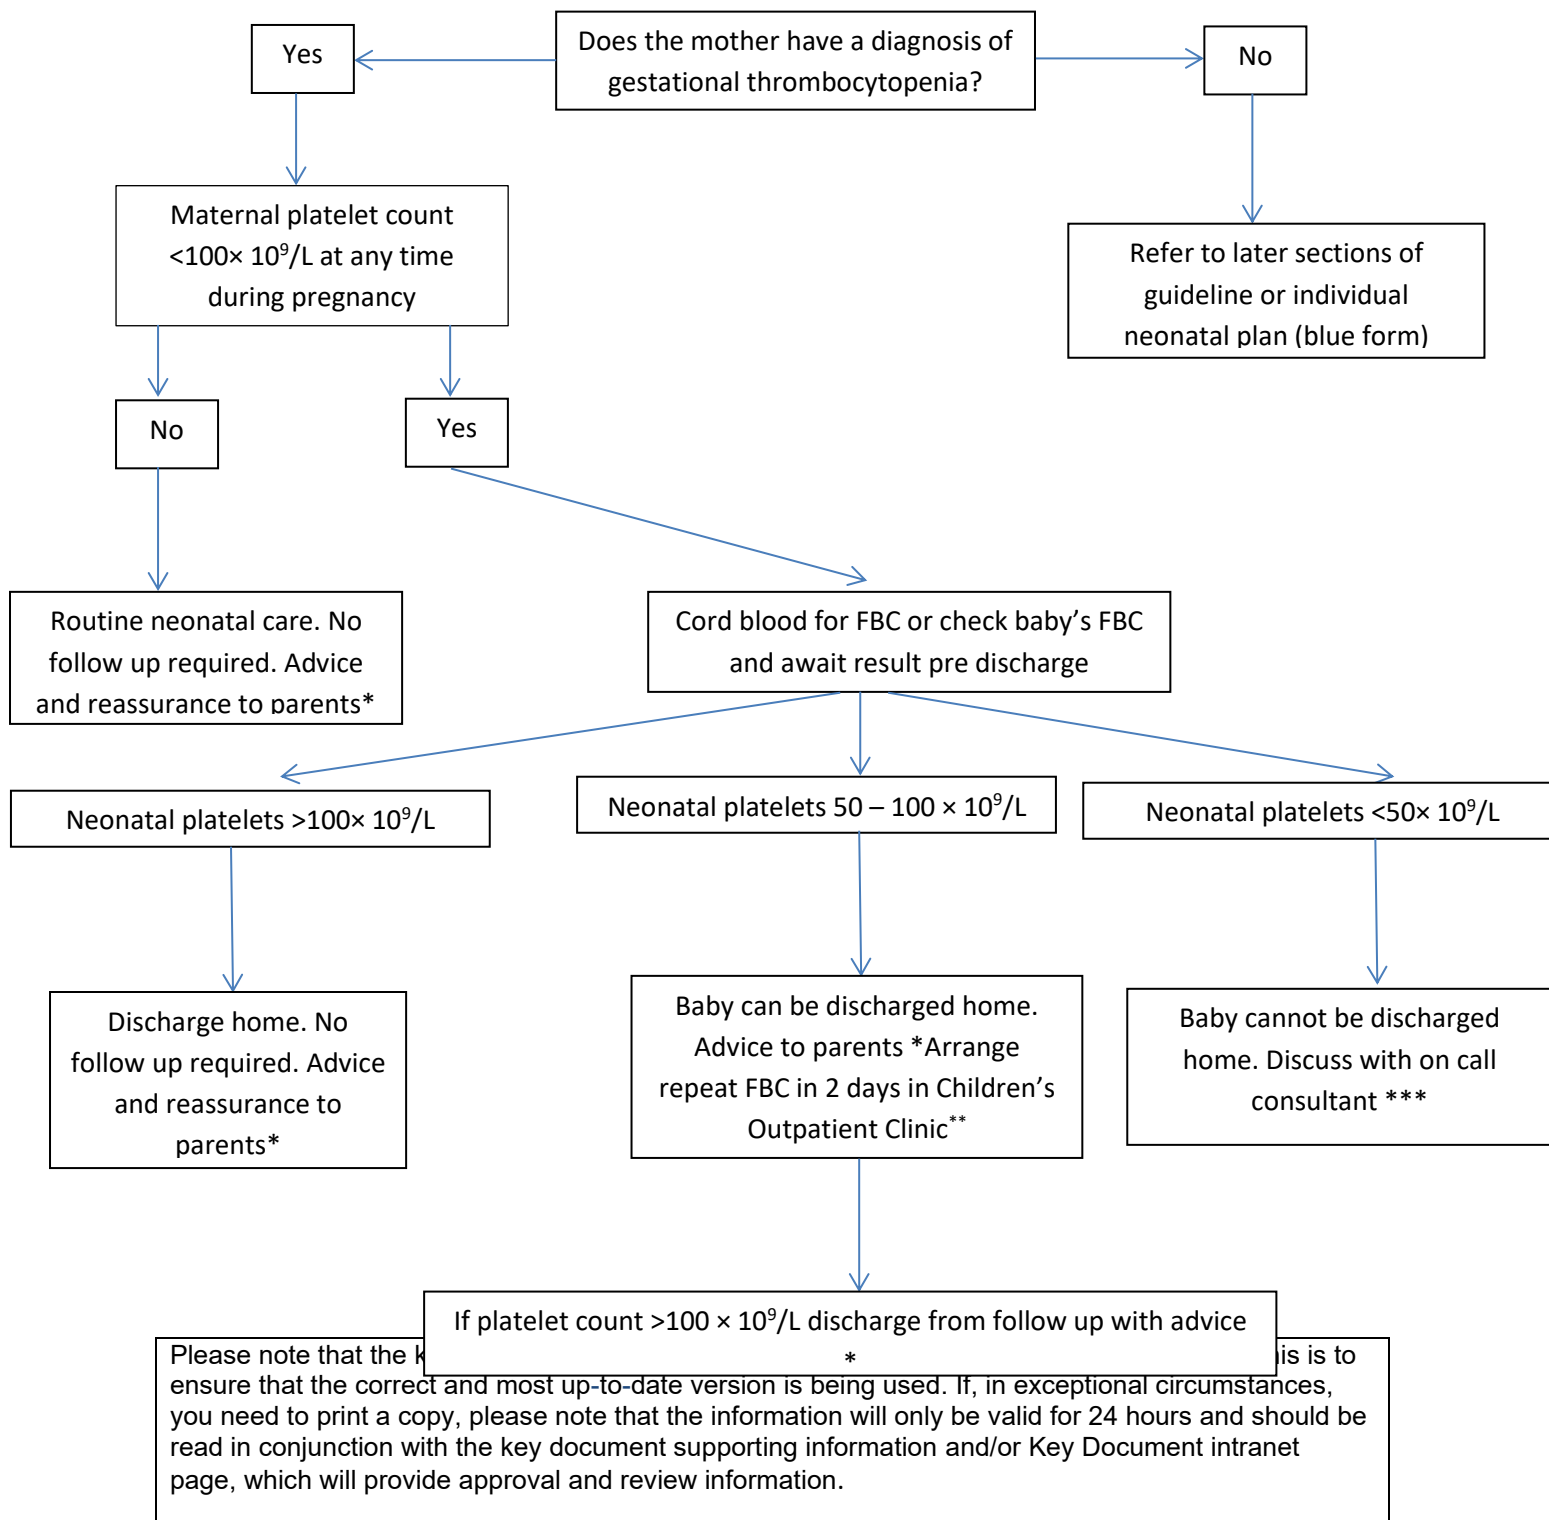 Does the mother have a diagnosis of
gestational thrombocytopenia?
Yes
No
Maternal platelet count
<100× 10⁹/L at any time
during pregnancy
Refer to later sections of
guideline or individual
neonatal plan (blue form)
No
Yes
Routine neonatal care. No
follow up required. Advice
and reassurance to parents*
Cord blood for FBC or check baby’s FBC
and await result pre discharge
Neonatal platelets >100× 10⁹/L
Neonatal platelets 50 – 100 × 10⁹/L
Neonatal platelets <50× 10⁹/L
Discharge home. No
follow up required. Advice
and reassurance to
parents*
Baby can be discharged home.
Advice to parents *Arrange
repeat FBC in 2 days in Children’s
Outpatient Clinic**
Baby cannot be discharged
home. Discuss with on call
consultant ***
If platelet count >100 × 10⁹/L discharge from follow up with advice
*
Please note that the is to
ensure that the correct and most up-to-date version is being used. If, in exceptional circumstances,
you need to print a copy, please note that the information will only be valid for 24 hours and should be
read in conjunction with the key document supporting information and/or Key Document intranet
page, which will provide approval and review information.